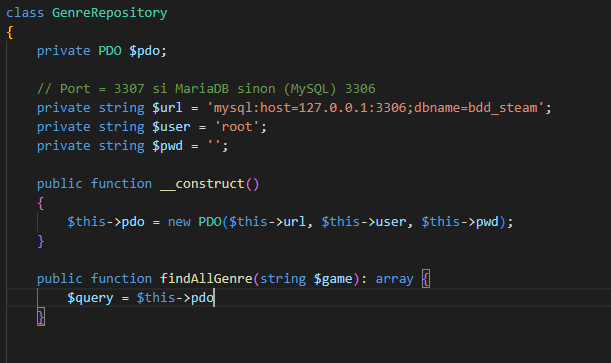 class GenreRepository
{
    private PDO $pdo;
    // Port = 3307 si MariaDB sinon (MySQL) 3306
    private string $url = 'mysql:host=127.0.0.1:3306;dbname=bdd_steam';
    private string $user = 'root';
    private string $pwd = '';
    public function __construct()
    {
        $this->pdo = new PDO($this->url, $this->user, $this->pwd);
    }
    public function findAllGenre(string $game): array {
        $query = $this->pdo
    }